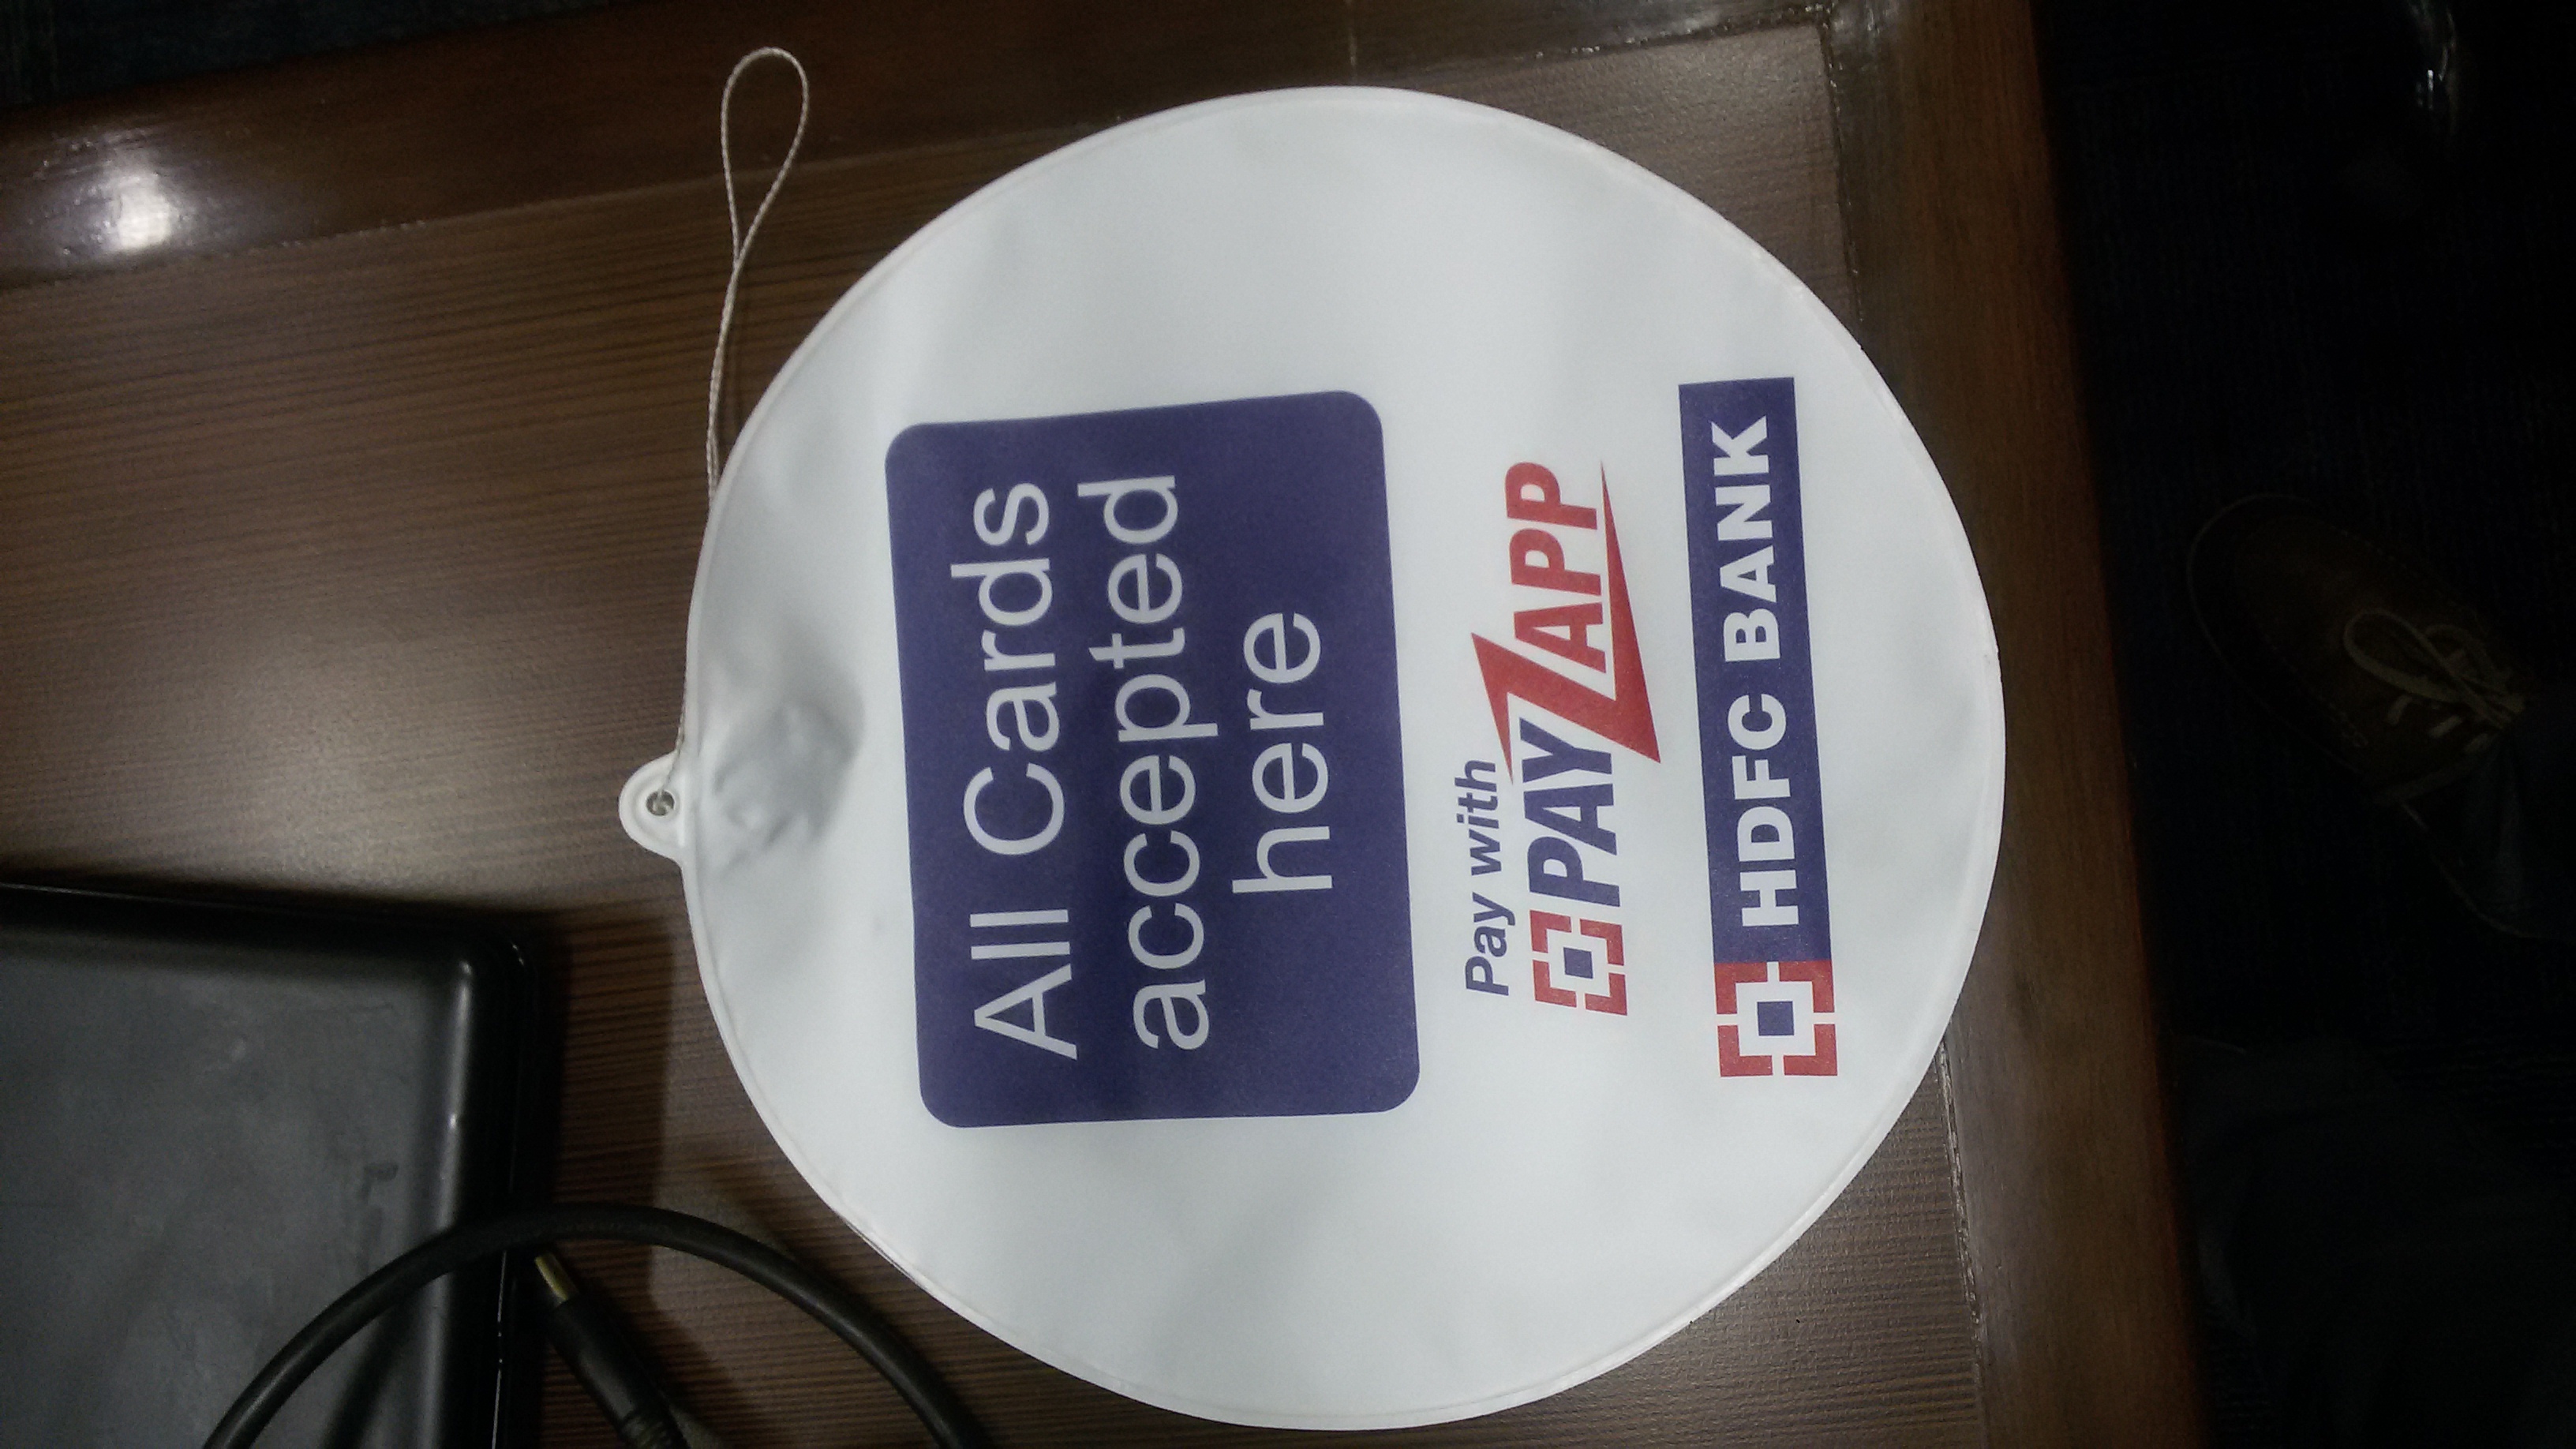 All Cards
accepted
here
Pay with
PAYZAPP
HDFC BANK